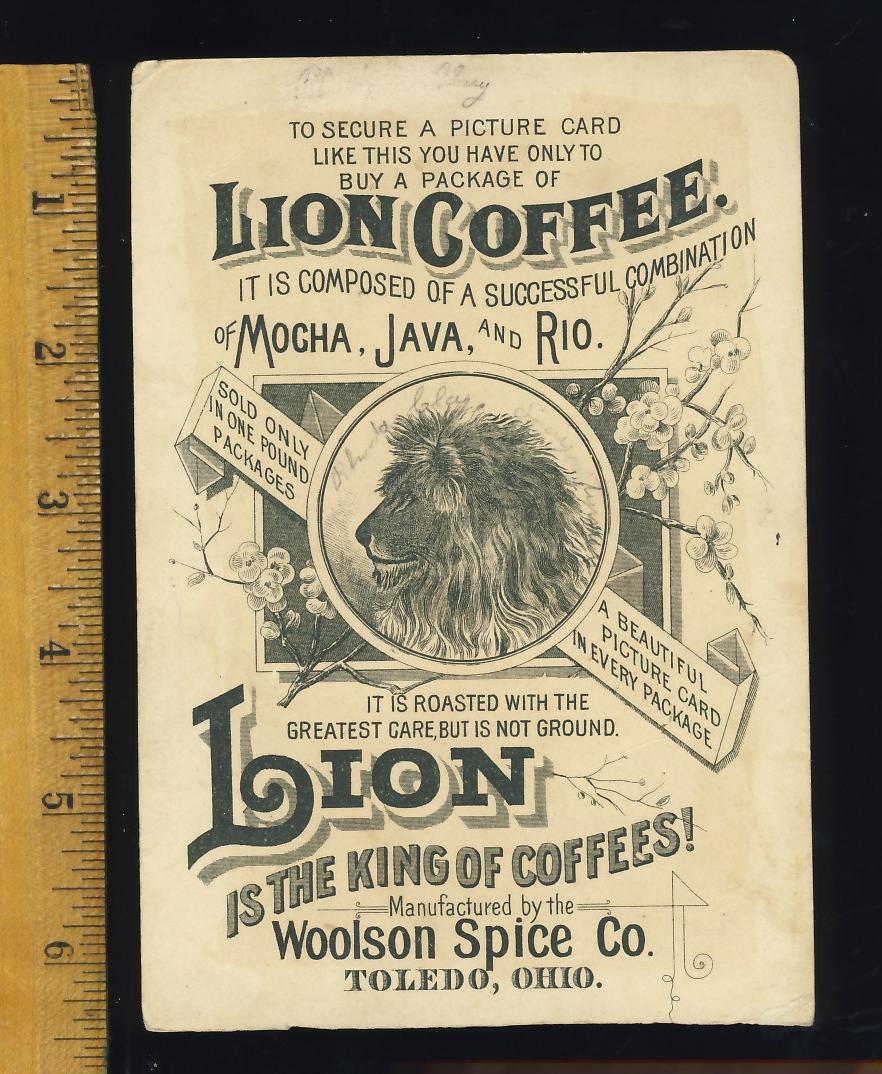 TO SECURE A PICTURE CARD
LIKE THIS YOU HAVE ONLY TO
BUY A PACKAGE OF
LION COFFEE.
IT IS COMPOSED OF A SUCCESSFUL COMBINATION
OF MOCHA, JAVA, AND RIO.
SOLD ONLY
IN ONE POUND
PACKAGES
A BEAUTIFUL
PICTURE CARD
IN EVERY PACKAGE
IT IS ROASTED WITH THE
GREATEST CARE, BUT IS NOT GROUND.
LION
IS THE KING OF COFFEES!
Manufactured by the
Woolson Spice Co.
TOLEDO, OHIO.
1
2
3
4
5
6